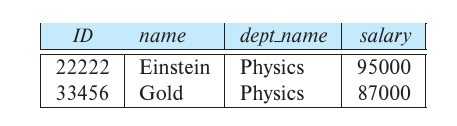 ID name dept_name salary
22222 Einstein Physics 95000
33456 Gold Physics 87000